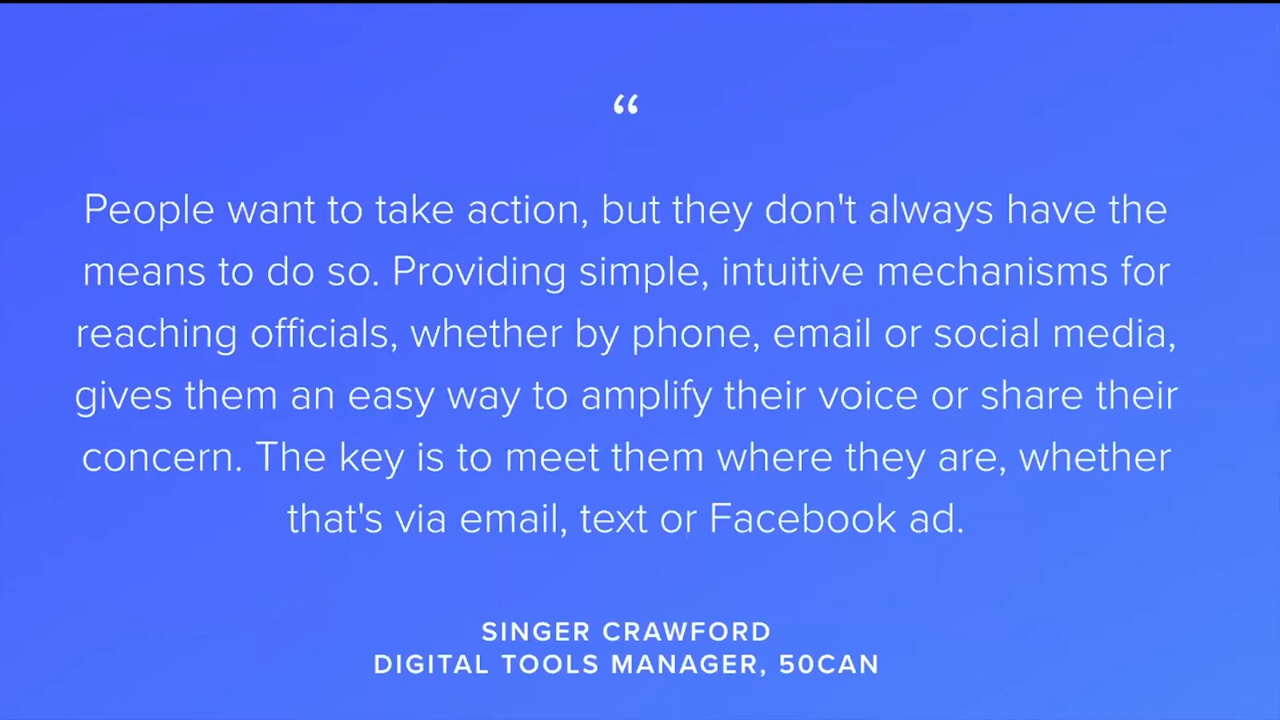 “
People want to take action, but they don't always have the
means to do so. Providing simple, intuitive mechanisms for
reaching officials, whether by phone, email or social media,
gives them an easy way to amplify their voice or share their
concern. The key is to meet them where they are, whether
that's via email, text or Facebook ad.
SINGER CRAWFORD
DIGITAL TOOLS MANAGER, 50CAN